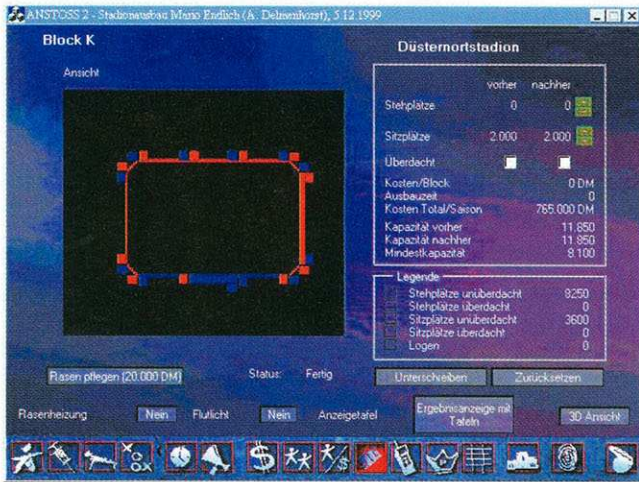 ANSTOSS 2 - Stadionausbau Mario Endlich (A. Delmenhorst), 5.12.1999
Block K
Düsternortstadion
Ansicht
vorher nachher
Stehplätze 0 0
Sitzplätze 2.000 2.000
Überdacht
Kosten/Block 0 DM
Ausbauzeit 0
Kosten Total/Saison 765.000 DM
Kapazität vorher 11.850
Kapazität nachher 11.850
Mindestkapazität 8.100
Legende
Stehplätze unüberdacht 8250
Stehplätze überdacht 0
Sitzplätze unüberdacht 3600
Sitzplätze überdacht 0
Logen 0
Rasen pflegen (20.000 DM) Status: Fertig Unterschreiben Zurücksetzen
Rasenheizung Nein Flutlicht Nein Anzeigetafel Ergebnisanzeige mit Tafeln 3D Ansicht